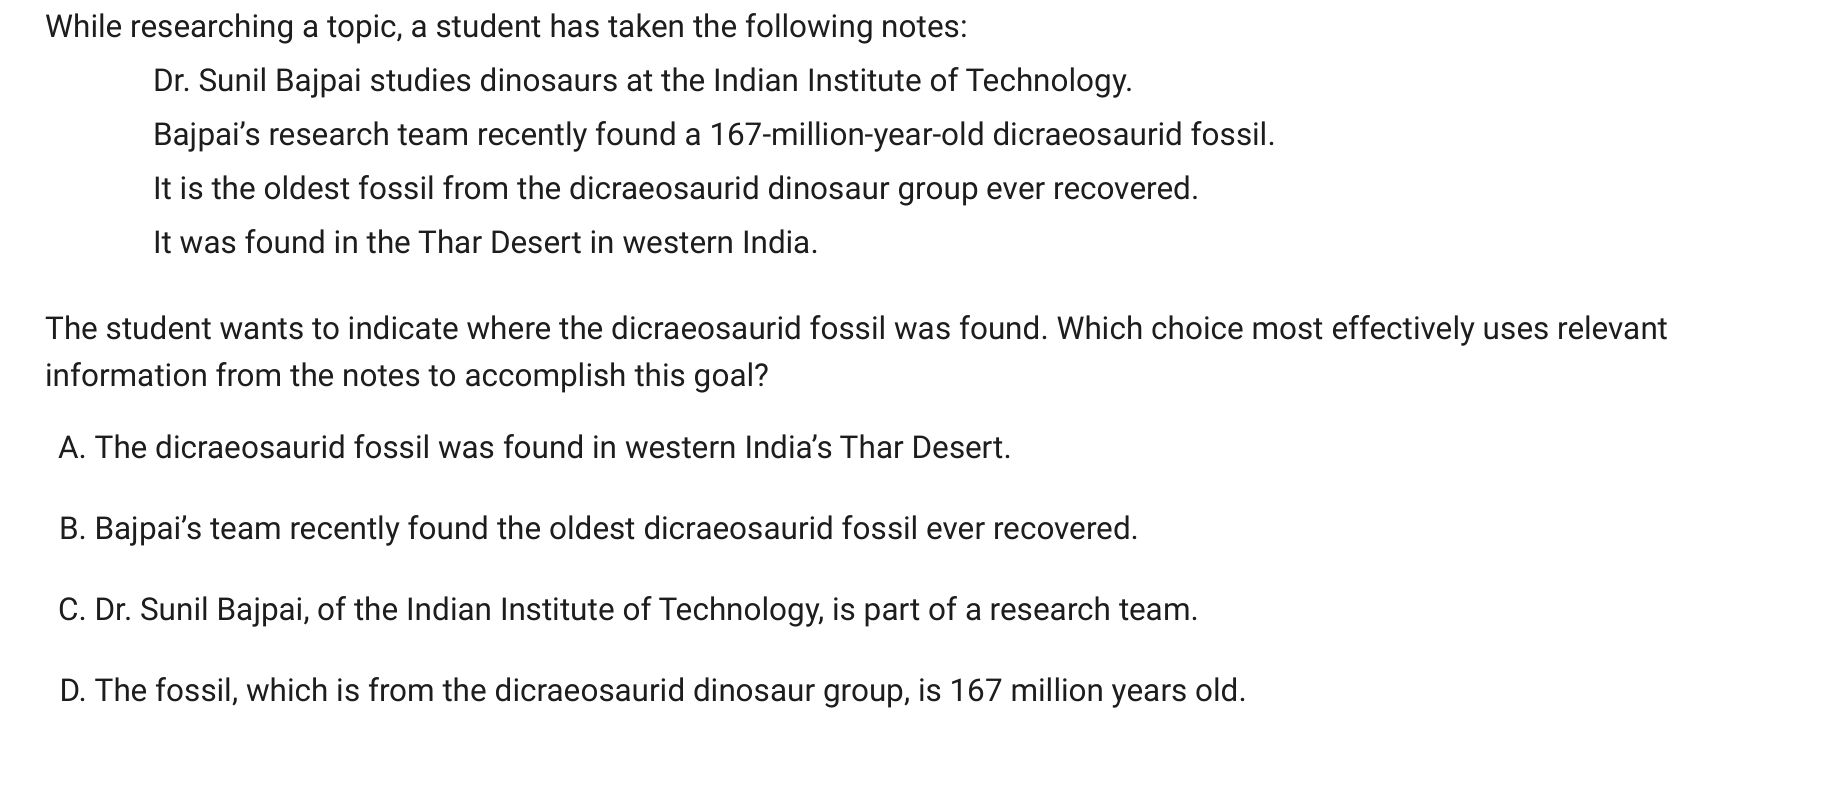 While researching a topic, a student has taken the following notes:
Dr. Sunil Bajpai studies dinosaurs at the Indian Institute of Technology.
Bajpai’s research team recently found a 167-million-year-old dicraeosaurid fossil.
It is the oldest fossil from the dicraeosaurid dinosaur group ever recovered.
It was found in the Thar Desert in western India.
The student wants to indicate where the dicraeosaurid fossil was found. Which choice most effectively uses relevant
information from the notes to accomplish this goal?
A. The dicraeosaurid fossil was found in western India’s Thar Desert.
B. Bajpai’s team recently found the oldest dicraeosaurid fossil ever recovered.
C. Dr. Sunil Bajpai, of the Indian Institute of Technology, is part of a research team.
D. The fossil, which is from the dicraeosaurid dinosaur group, is 167 million years old.